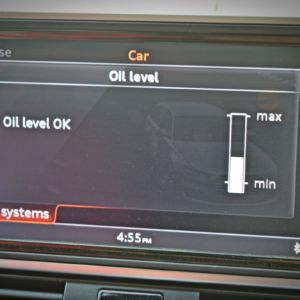 se
Car
Oil level
Oil level OK
max
min
systems
4:55PM